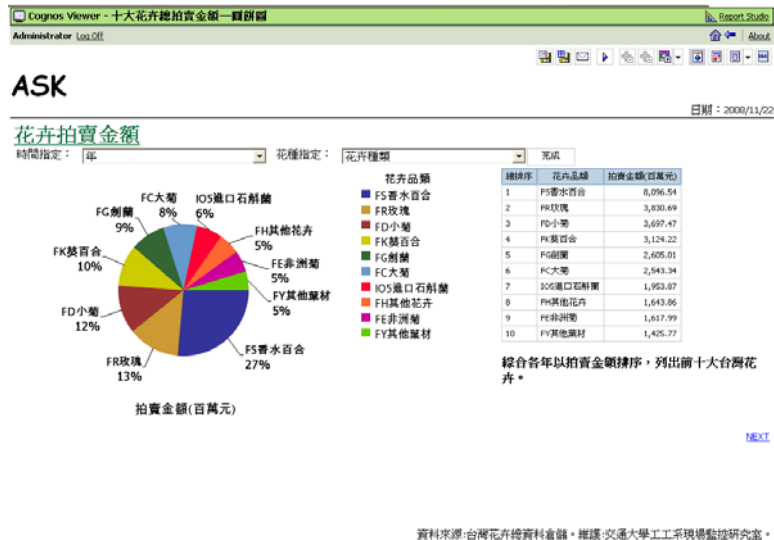 Cognos Viewer - 十大花卉總拍賣金額—圓餅圖
Report Studio
Administrator Log Off
About
ASK
日期：2008/11/22
花卉拍賣金額
時間指定： 年
花種指定： 花卉種類
完成
FC大菊
8%
IO5進口石斛蘭
6%
FG劍蘭
9%
FH其他花卉
5%
FK葵百合
10%
FE非洲菊
5%
FD小菊
12%
FY其他葉材
5%
FR玫瑰
13%
FS香水百合
27%
拍賣金額(百萬元)
花卉品類
FS香水百合
FR玫瑰
FD小菊
FK葵百合
FG劍蘭
FC大菊
IO5進口石斛蘭
FH其他花卉
FE非洲菊
FY其他葉材
總排序 花卉品類 拍賣金額(百萬元)
1 FS香水百合 8,096.54
2 FR玫瑰 3,830.69
3 FD小菊 3,697.47
4 FK葵百合 3,124.22
5 FG劍蘭 2,605.01
6 FC大菊 2,543.34
7 IO5進口石斛蘭 1,953.07
8 FH其他花卉 1,643.86
9 FE非洲菊 1,617.99
10 FY其他葉材 1,425.77
綜合各年以拍賣金額排序，列出前十大台灣花
卉。
NEXT
資料來源:台灣花卉總資料倉儲。維護:交通大學工工系現場監控研究室。